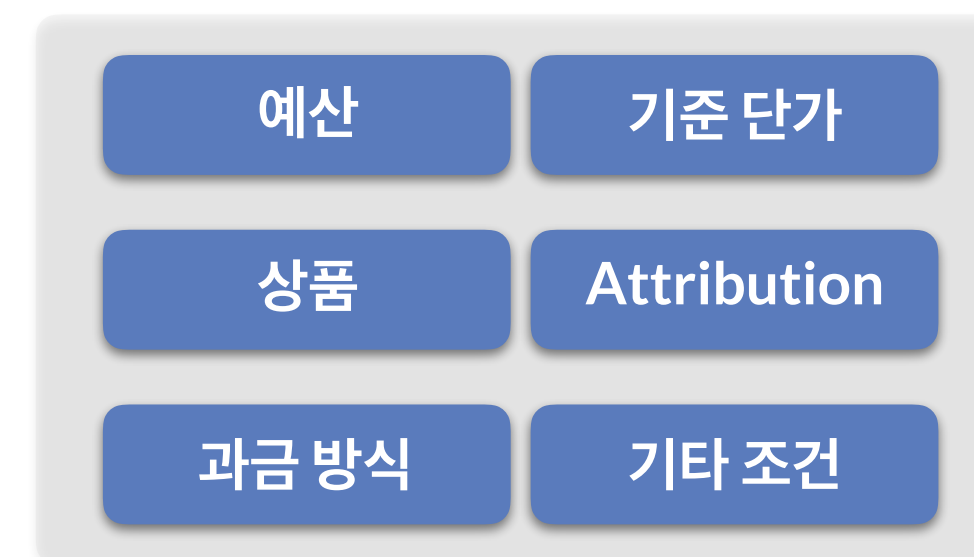 예산
기준 단가
상품
Attribution
과금 방식
기타 조건